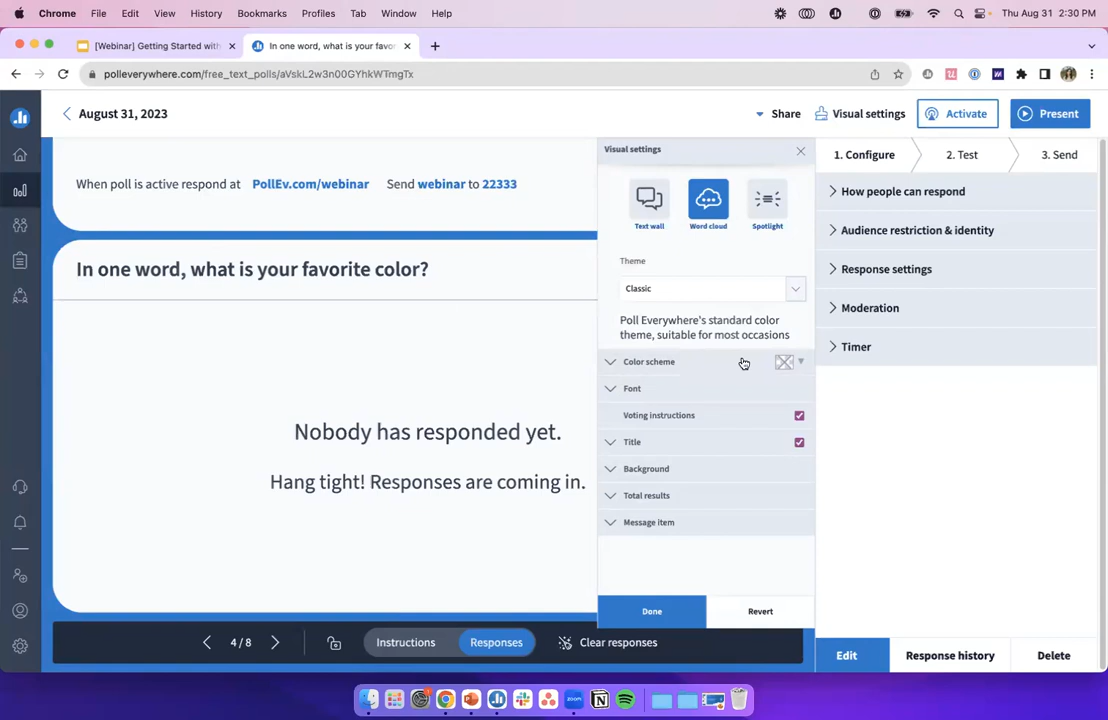 Chrome File Edit View History Bookmarks Profiles Tab Window Help Thu Aug 31 2:30 PM
[Webinar] Getting Started with
In one word, what is your favor
polleverywhere.com/free_text_polls/aVskL2w3n00GYhkWTmgTx
August 31, 2023
Share
Visual settings
Activate
Present
When poll is active respond at PollEv.com/webinar Send webinar to 22333
In one word, what is your favorite color?
Nobody has responded yet.
Hang tight! Responses are coming in.
4 / 8
Instructions
Responses
Clear responses
Visual settings
Text wall
Word cloud
Spotlight
Theme
Classic
Poll Everywhere's standard color
theme, suitable for most occasions
Color scheme
Font
Voting instructions
Title
Background
Total results
Message item
Done
Revert
1. Configure
2. Test
3. Send
How people can respond
Audience restriction & identity
Response settings
Moderation
Timer
Edit
Response history
Delete
zoom